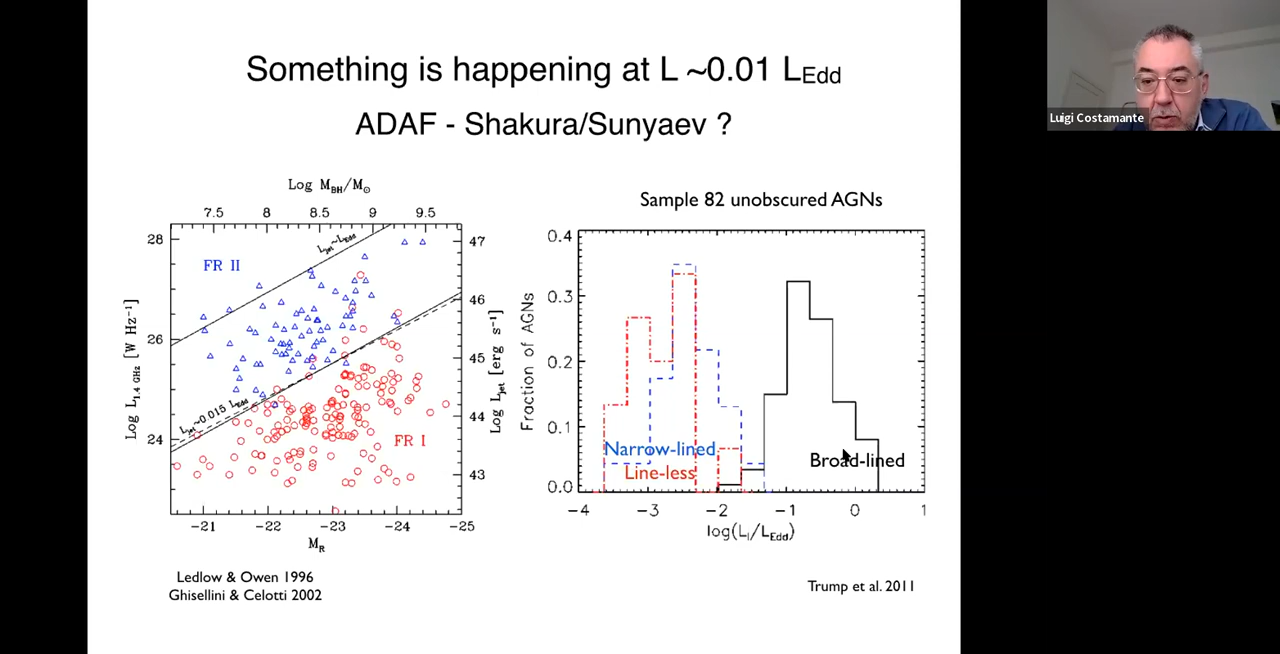 Something is happening at L ~0.01 LEdd
ADAF - Shakura/Sunyaev ?
Luigi Costamante
Log MBH/M⊙
7.5 8 8.5 9 9.5
28
26
24
Log L1.4 GHz [W Hz⁻¹]
FR II
Ljet~LEdd
Ljet~0.015 LEdd
FR I
47
46
45
44
43
Log Ljet [erg s⁻¹]
-21 -22 -23 -24 -25
MR
Ledlow & Owen 1996
Ghisellini & Celotti 2002
Sample 82 unobscured AGNs
0.4
0.3
0.2
0.1
0.0
Fraction of AGNs
Narrow-lined
Line-less
Broad-lined
-4 -3 -2 -1 0 1
log(LI/LEdd)
Trump et al. 2011